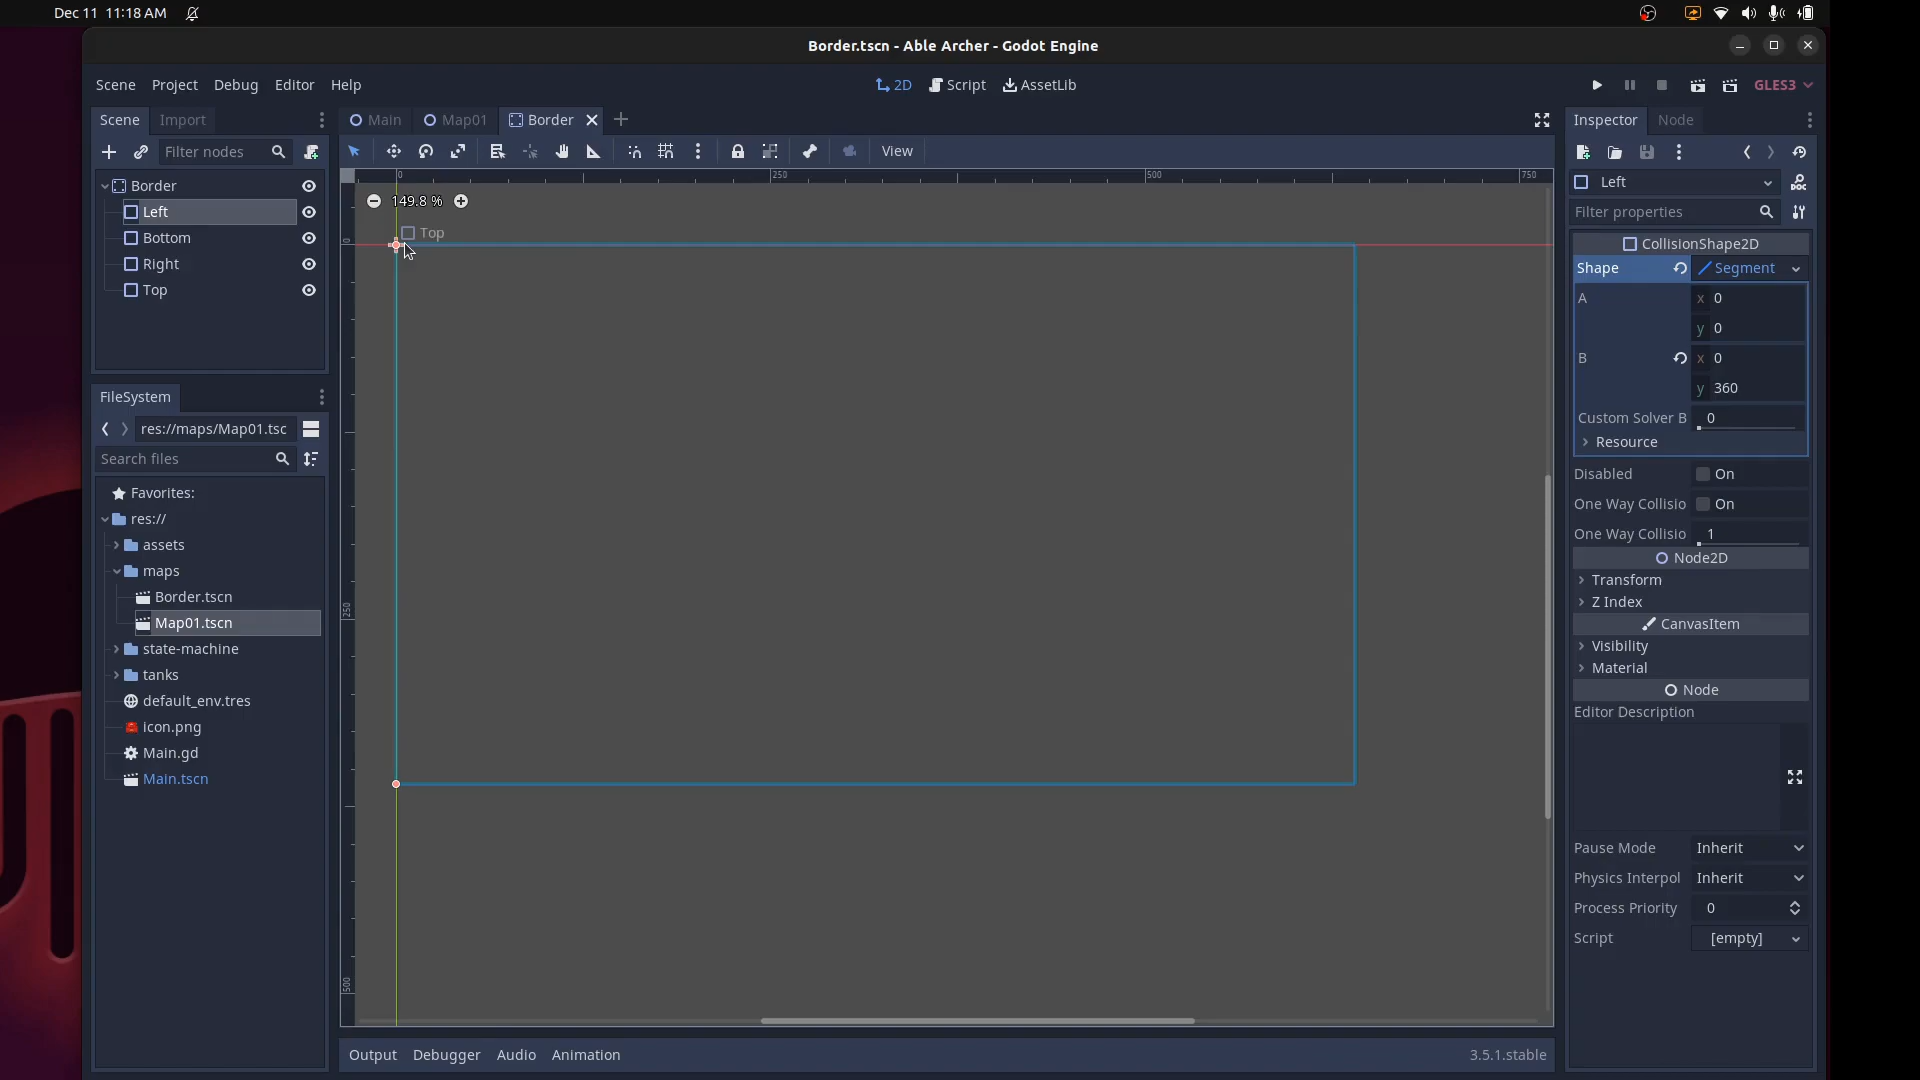 Dec 11 11:18 AM
Border.tscn - Able Archer - Godot Engine
Scene Project Debug Editor Help
2D Script AssetLib
GLES3
Scene Import
Main Map01 Border
Inspector Node
Filter nodes
View
Left
Filter properties
Border
Left
Bottom
Right
Top
0 250 500 750
149.8 %
Top
0
250
500
CollisionShape2D
Shape Segment
A x 0
y 0
B x 0
y 360
Custom Solver B 0
Resource
Disabled On
One Way Collisio On
One Way Collisio 1
Node2D
Transform
Z Index
CanvasItem
Visibility
Material
Node
Editor Description
Pause Mode Inherit
Physics Interpol Inherit
Process Priority 0
Script [empty]
FileSystem
res://maps/Map01.tsc
Search files
Favorites:
res://
assets
maps
Border.tscn
Map01.tscn
state-machine
tanks
default_env.tres
icon.png
Main.gd
Main.tscn
Output Debugger Audio Animation
3.5.1.stable